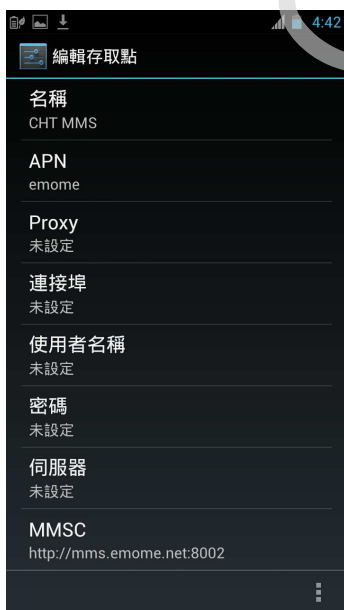 4:42
編輯存取點
名稱
CHT MMS
APN
emome
Proxy
未設定
連接埠
未設定
使用者名稱
未設定
密碼
未設定
伺服器
未設定
MMSC
http://mms.emome.net:8002